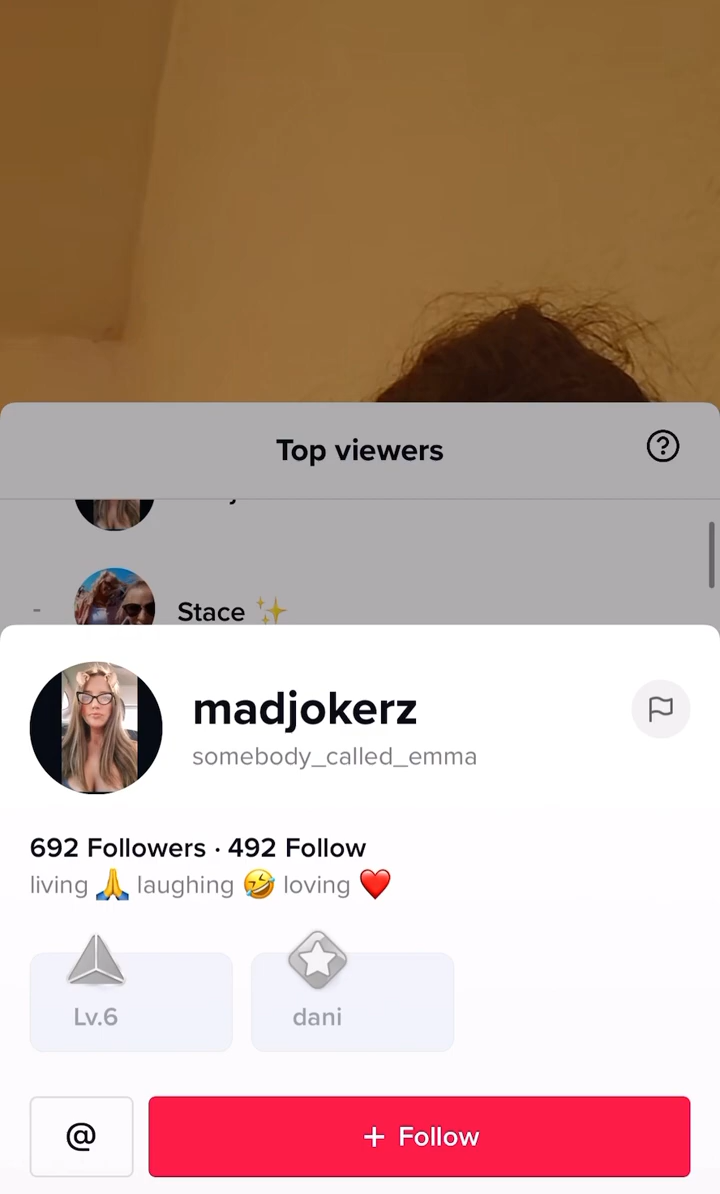 Top viewers
?
-
Stace ✨
madjokerz
somebody_called_emma
692 Followers · 492 Follow
living 🙏 laughing 🤣 loving ❤️
Lv.6
dani
@
+ Follow